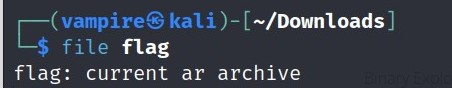 ┌──(vampire㉿kali)-[~/Downloads]
└─$ file flag
flag: current ar archive